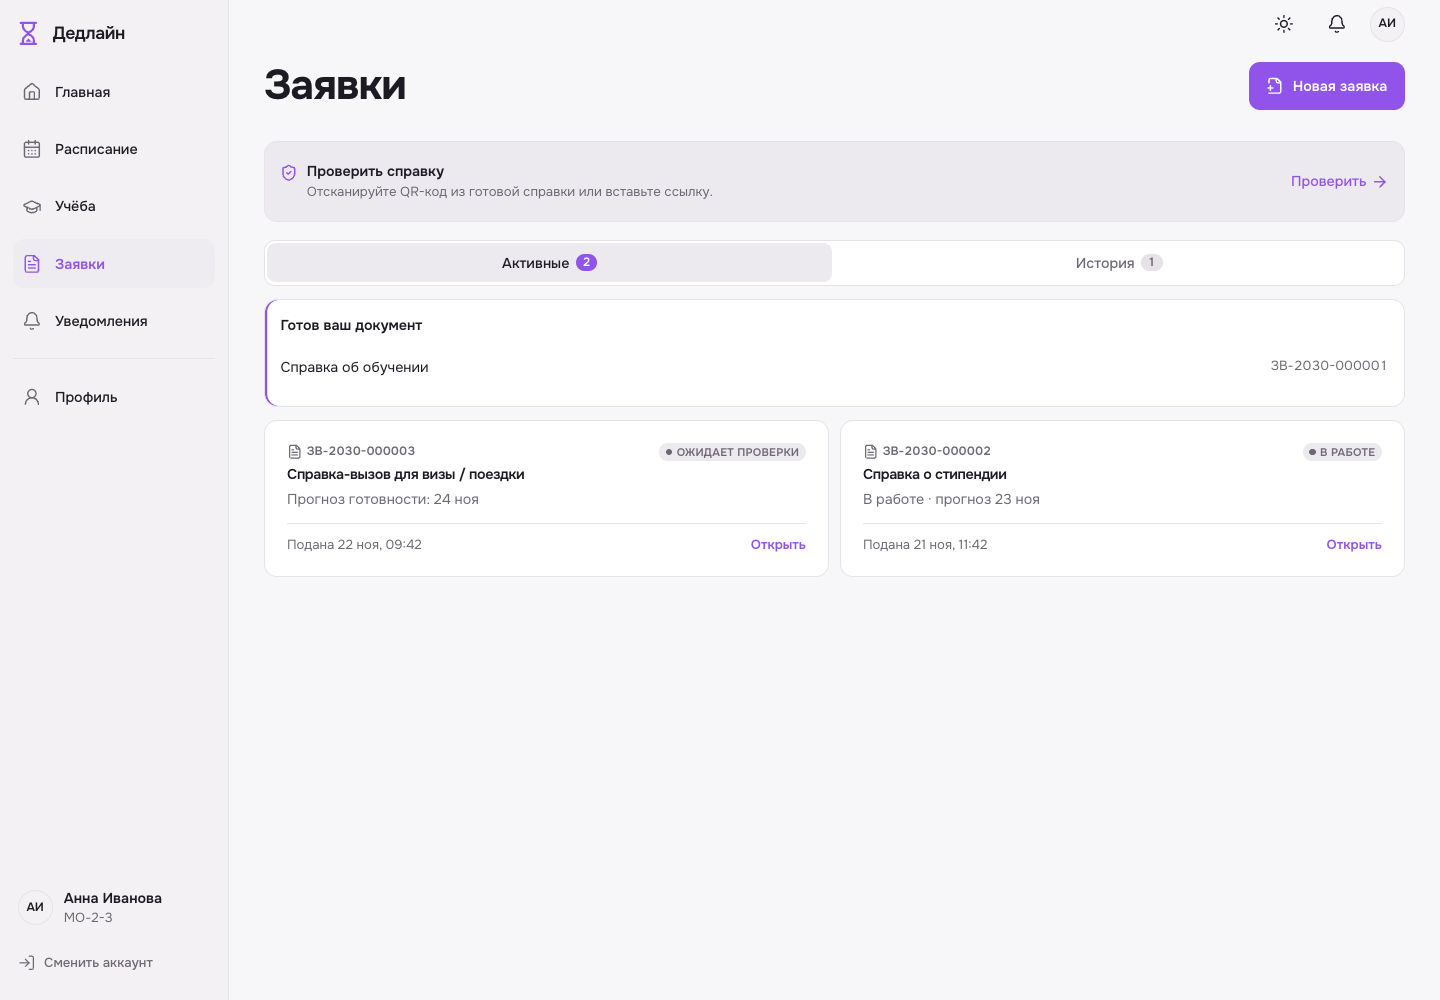 Дедлайн
Главная
Расписание
Учёба
Заявки
Уведомления
Профиль
Анна Иванова
МО-2-3
Сменить аккаунт
АИ
АИ
Заявки
Новая заявка
Проверить справку
Отсканируйте QR-код из готовой справки или вставьте ссылку.
Проверить
Активные 2
История 1
Готов ваш документ
Справка об обучении
ЗВ-2030-000001
ЗВ-2030-000003
ОЖИДАЕТ ПРОВЕРКИ
Справка-вызов для визы / поездки
Прогноз готовности: 24 ноя
Подана 22 ноя, 09:42
Открыть
ЗВ-2030-000002
В РАБОТЕ
Справка о стипендии
В работе · прогноз 23 ноя
Подана 21 ноя, 11:42
Открыть